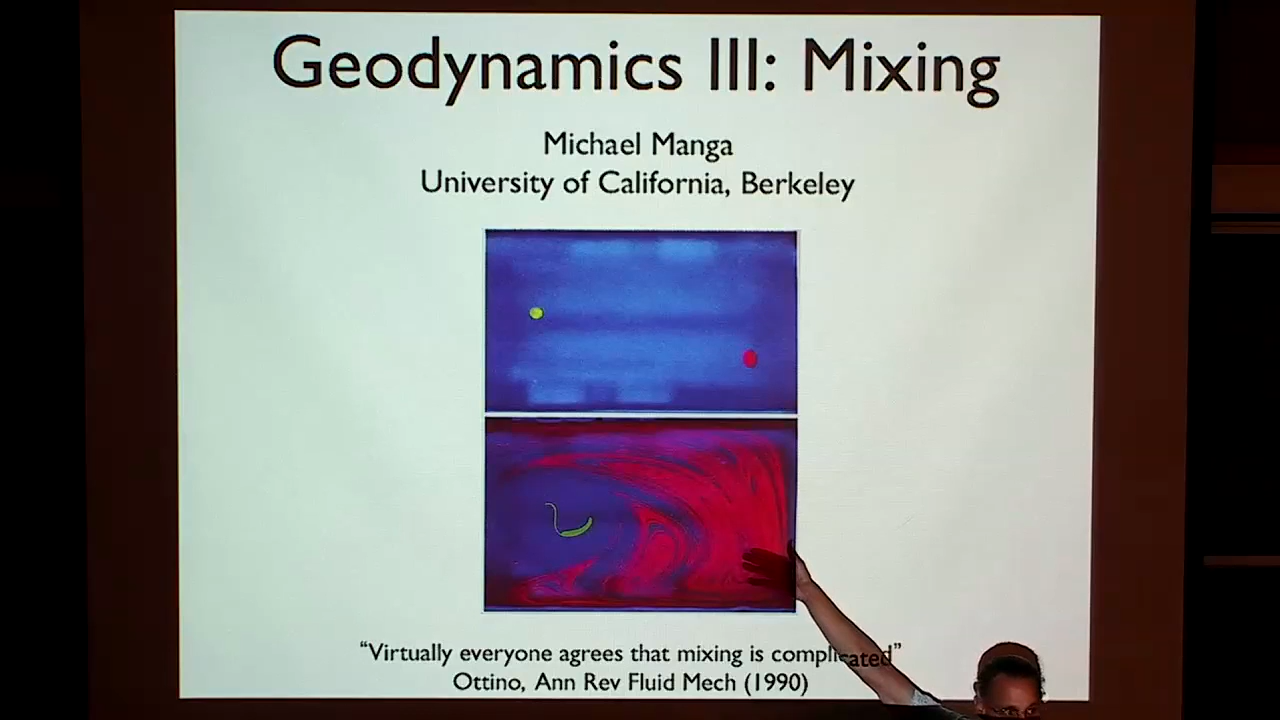 Geodynamics III: Mixing
Michael Manga
University of California, Berkeley
“Virtually everyone agrees that mixing is complicated”
Ottino, Ann Rev Fluid Mech (1990)